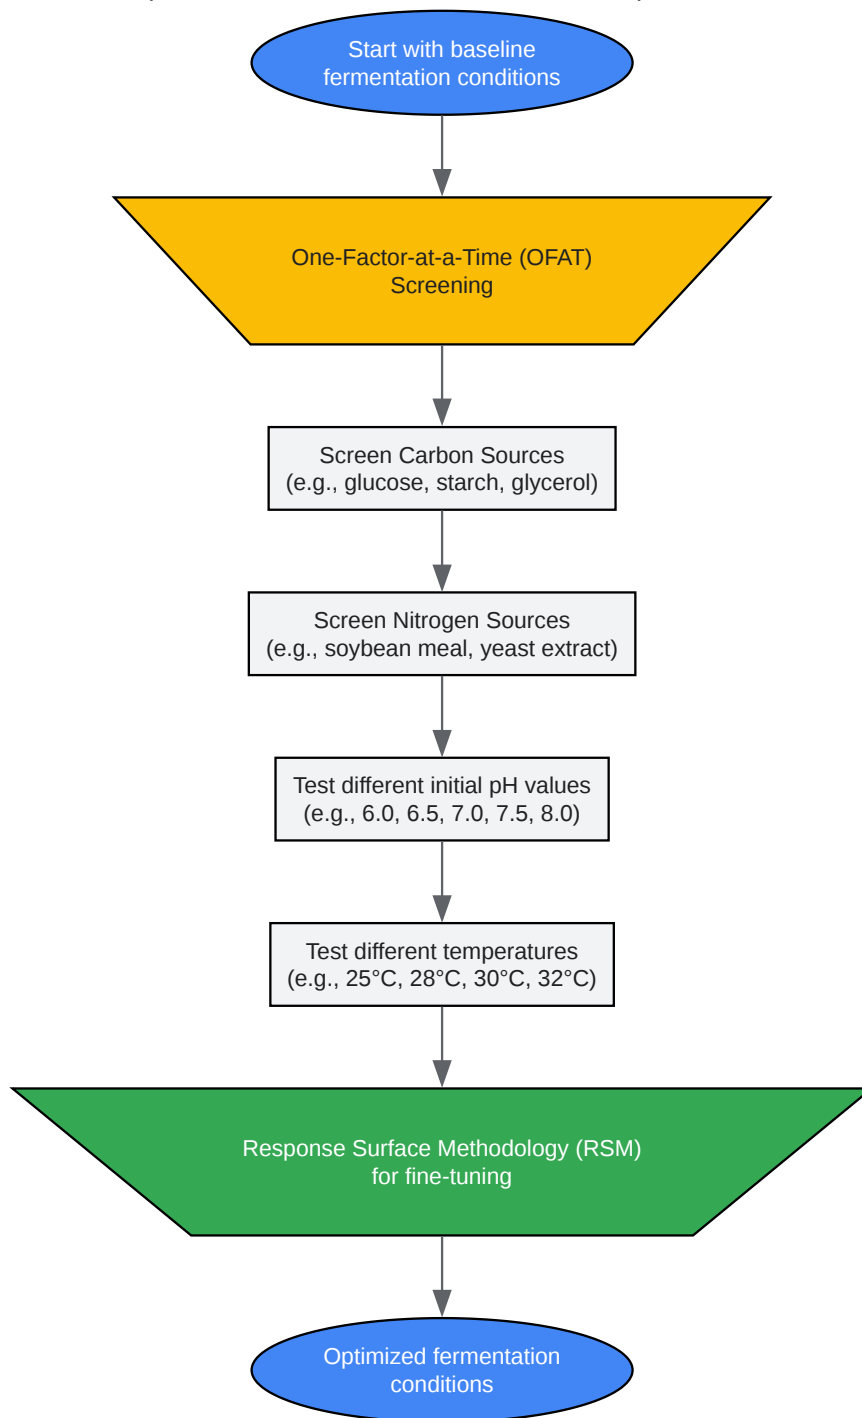 Start with baseline
fermentation conditions
One-Factor-at-a-Time (OFAT)
Screening
Screen Carbon Sources
(e.g., glucose, starch, glycerol)
Screen Nitrogen Sources
(e.g., soybean meal, yeast extract)
Test different initial pH values
(e.g., 6.0, 6.5, 7.0, 7.5, 8.0)
Test different temperatures
(e.g., 25°C, 28°C, 30°C, 32°C)
Response Surface Methodology (RSM)
for fine-tuning
Optimized fermentation
conditions